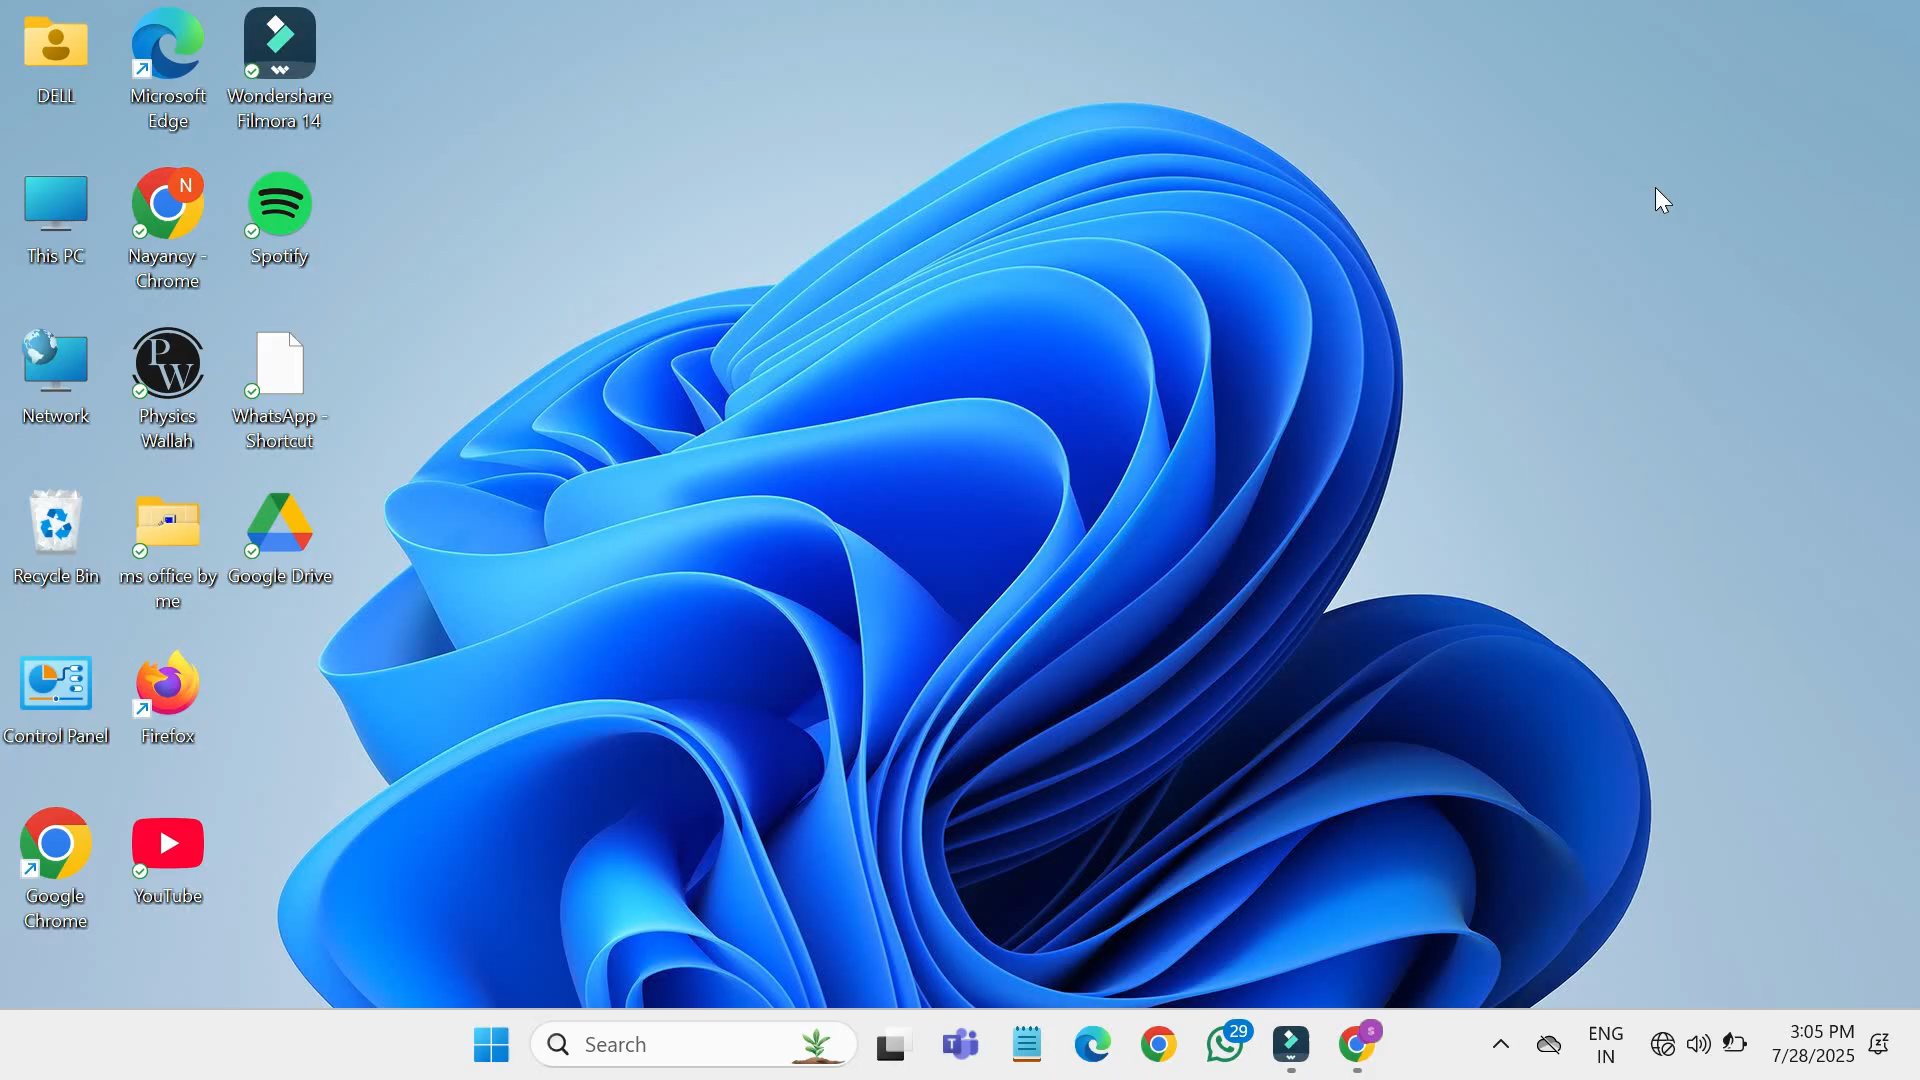 DELL
Microsoft
Edge
Wondershare
Filmora 14
This PC
N
Nayancy -
Chrome
Spotify
Network
PW
Physics
Wallah
WhatsApp -
Shortcut
Recycle Bin
ms office by
me
Google Drive
Control Panel
Firefox
Google
Chrome
YouTube
Search
T
29
S
ENG
IN
3:05 PM
7/28/2025